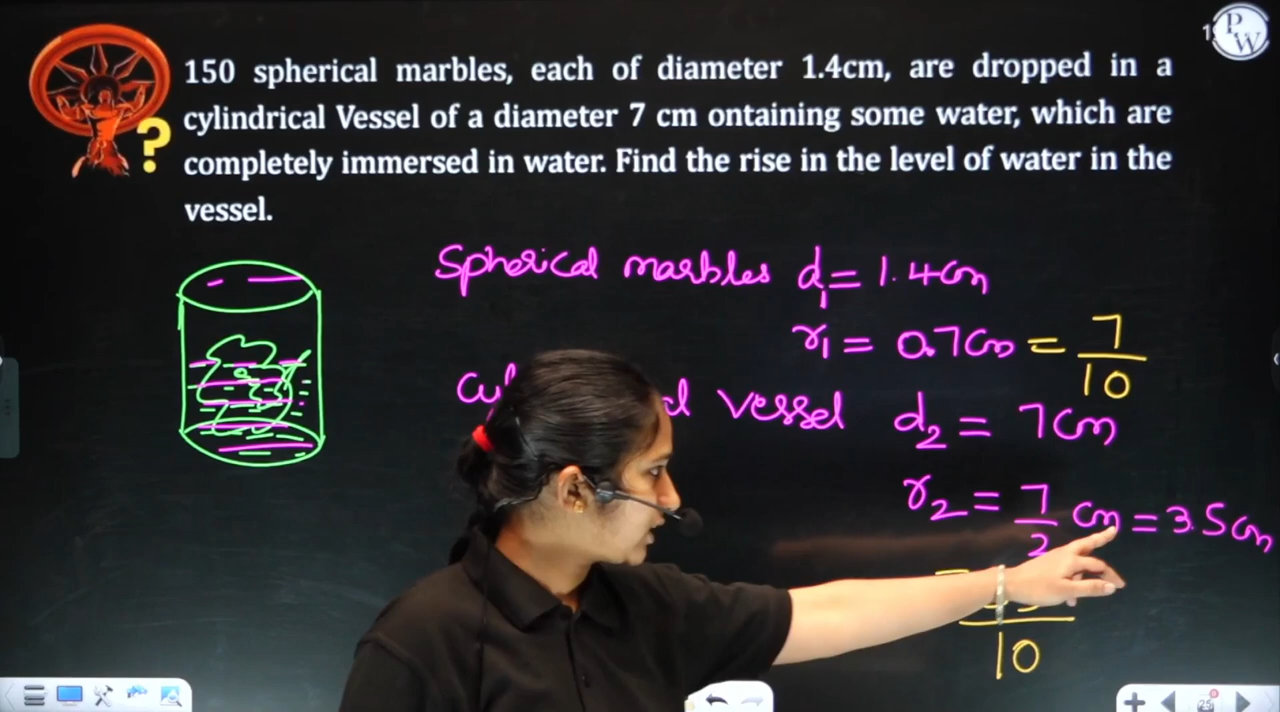 150 spherical marbles, each of diameter 1.4cm, are dropped in a
cylindrical Vessel of a diameter 7 cm ontaining some water, which are
completely immersed in water. Find the rise in the level of water in the
vessel.
?
PW
Spherical marbles d₁ = 1.4cm
r₁ = 0.7cm = 7/10
vessel d₂ = 7cm
r₂ = 7/2 cm = 3.5cm
10